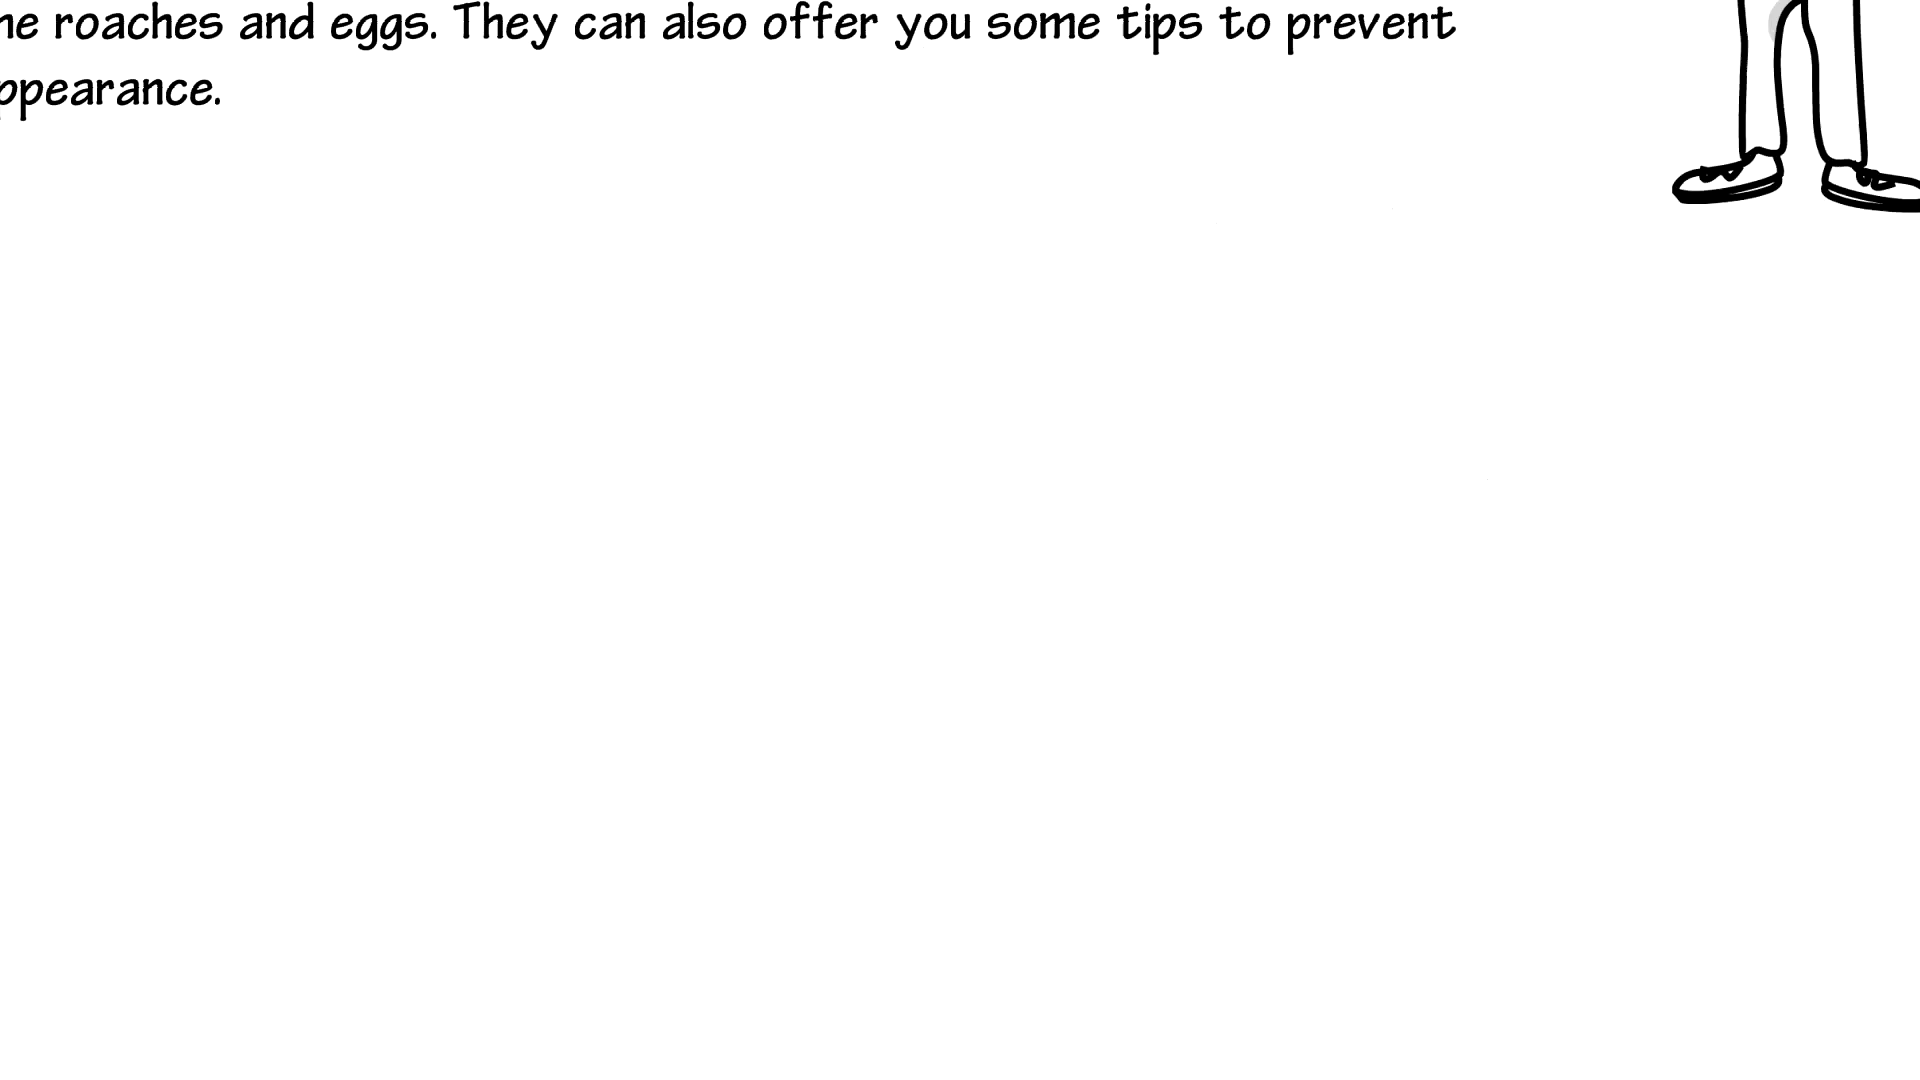 he roaches and eggs. They can also offer you some tips to prevent
ppearance.